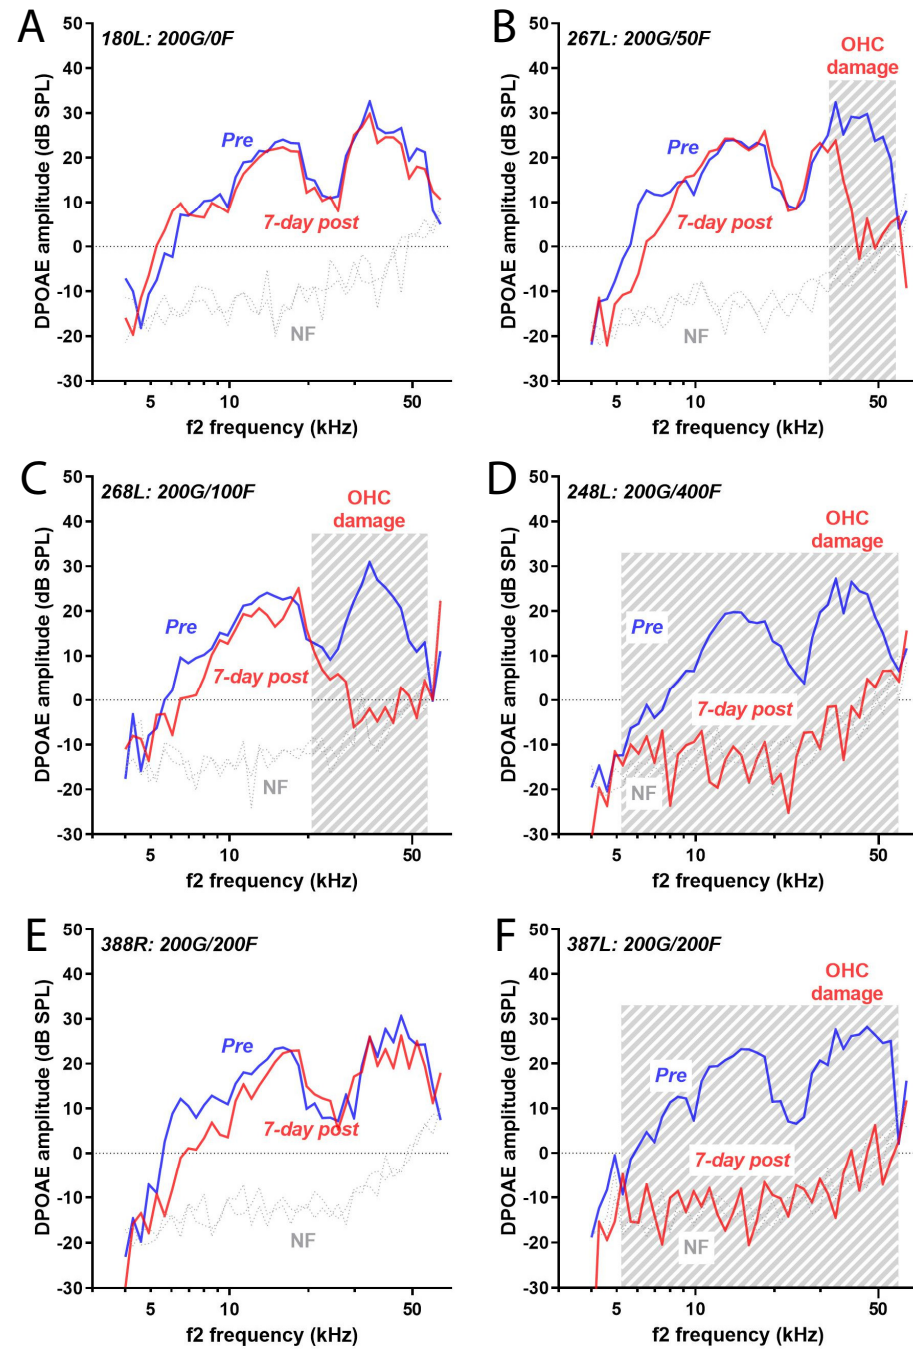 A
180L: 200G/0F
50
40
30
20
10
0
-10
-20
-30
DPOAE amplitude (dB SPL)
Pre
7-day post
NF
5
10
50
f2 frequency (kHz)
B
267L: 200G/50F
OHC
damage
50
40
30
20
10
0
-10
-20
-30
DPOAE amplitude (dB SPL)
Pre
7-day post
NF
5
10
50
f2 frequency (kHz)
C
268L: 200G/100F
OHC
damage
50
40
30
20
10
0
-10
-20
-30
DPOAE amplitude (dB SPL)
Pre
7-day post
NF
5
10
50
f2 frequency (kHz)
D
248L: 200G/400F
OHC
damage
50
40
30
20
10
0
-10
-20
-30
DPOAE amplitude (dB SPL)
Pre
7-day post
NF
5
10
50
f2 frequency (kHz)
E
388R: 200G/200F
50
40
30
20
10
0
-10
-20
-30
DPOAE amplitude (dB SPL)
Pre
7-day post
NF
5
10
50
f2 frequency (kHz)
F
387L: 200G/200F
OHC
damage
50
40
30
20
10
0
-10
-20
-30
DPOAE amplitude (dB SPL)
Pre
7-day post
NF
5
10
50
f2 frequency (kHz)